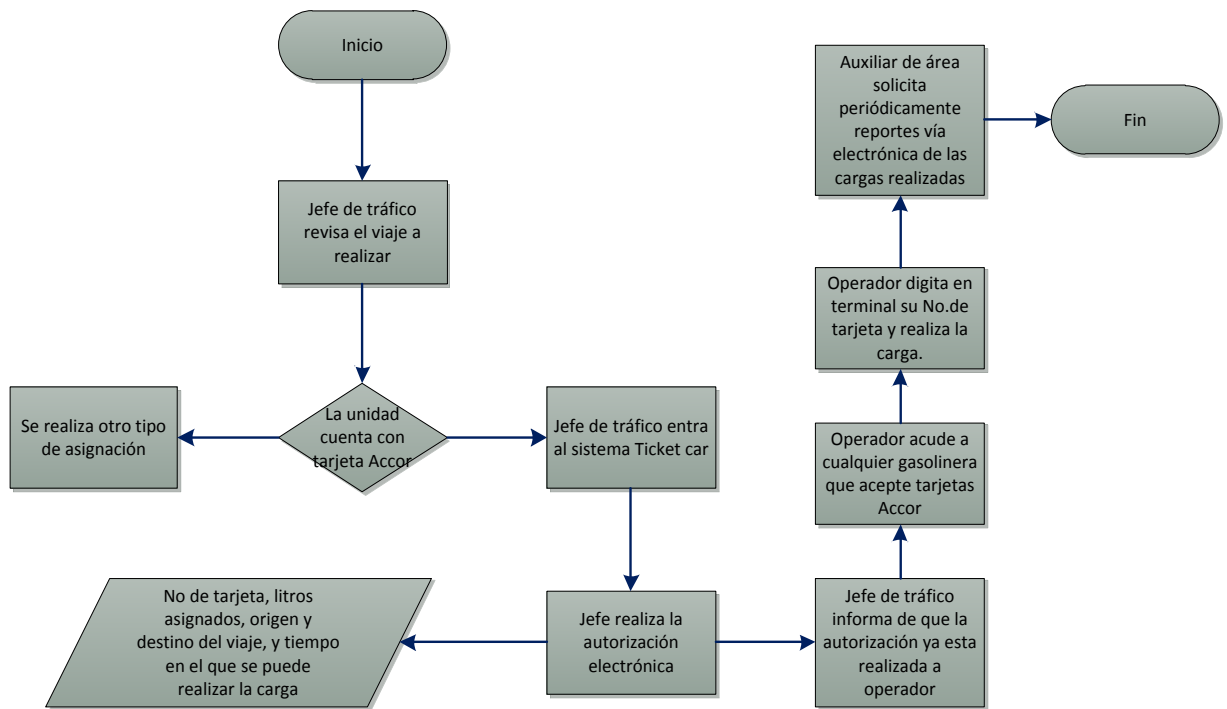 Inicio
Jefe de tráfico
revisa el viaje a
realizar
La unidad
cuenta con
tarjeta Accor
Se realiza otro tipo
de asignación
Jefe de tráfico entra
al sistema Ticket car
Jefe realiza la
autorización
electrónica
No de tarjeta, litros
asignados, origen y
destino del viaje, y tiempo
en el que se puede
realizar la carga
Jefe de tráfico
informa de que la
autorización ya esta
realizada a
operador
Operador acude a
cualquier gasolinera
que acepte tarjetas
Accor
Operador digita en
terminal su No.de
tarjeta y realiza la
carga.
Auxiliar de área
solicita
periódicamente
reportes vía
electrónica de las
cargas realizadas
Fin